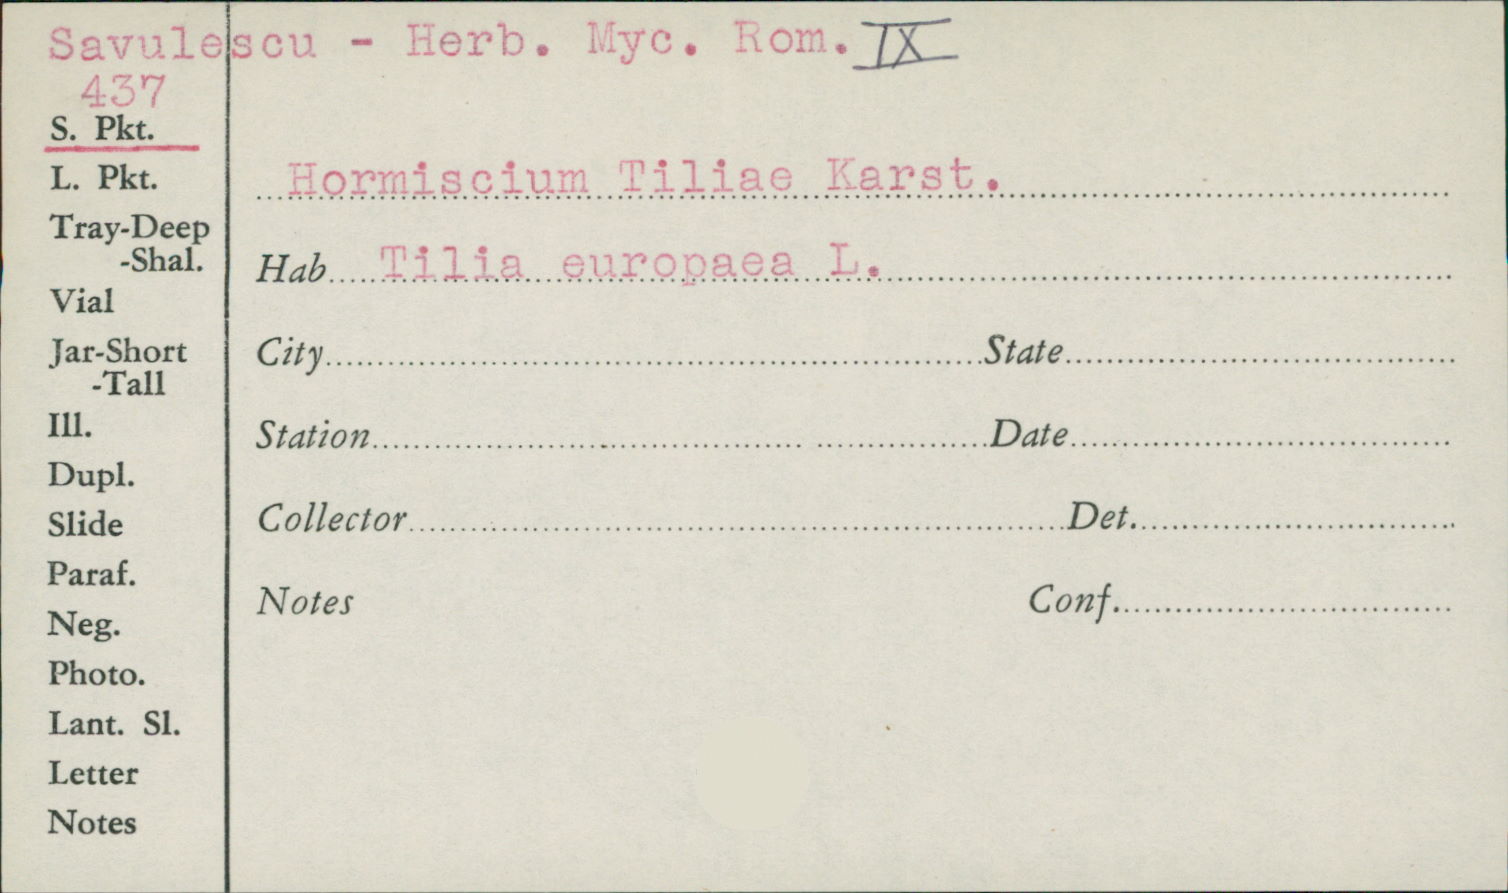 Savulescu - Herb. Myc. Rom. IX
437
S. Pkt.
L. Pkt.
Tray-Deep
-Shal.
Vial
Jar-Short
-Tall
Ill.
Dupl.
Slide
Paraf.
Neg.
Photo.
Lant. Sl.
Letter
Notes
Hormiscium Tiliae Karst.
Hab Tilia europaea L.
City State
Station Date
Collector Det.
Notes Conf.